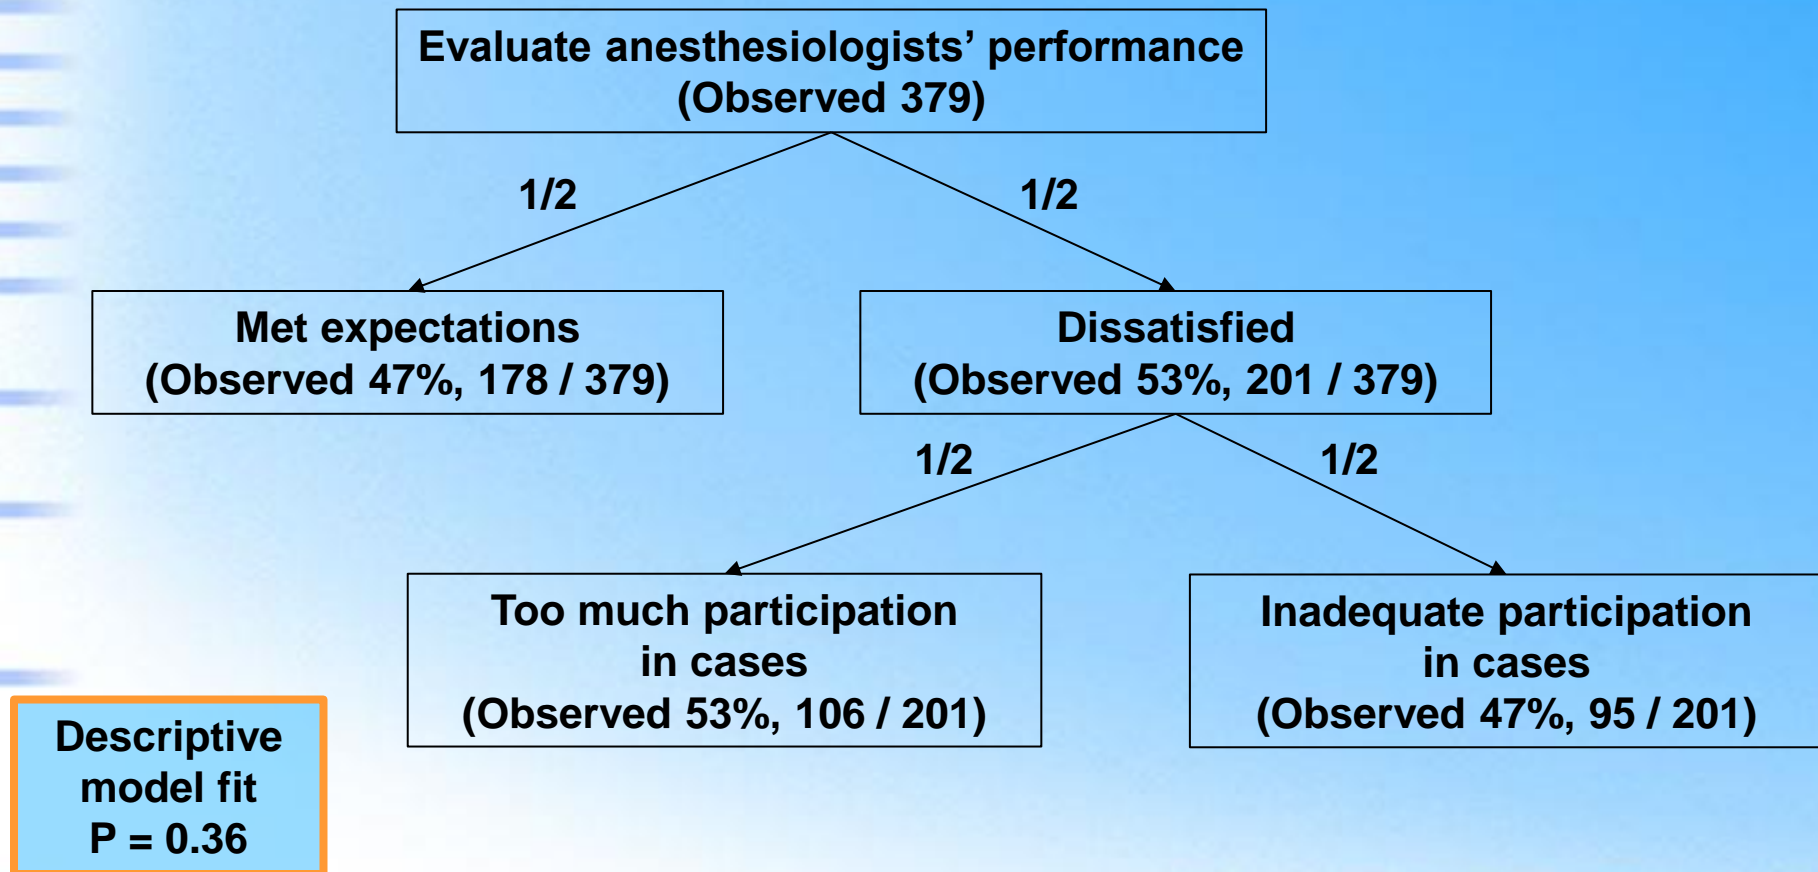 Evaluate anesthesiologists’ performance
(Observed 379)
1/2
1/2
Met expectations
(Observed 47%, 178 / 379)
Dissatisfied
(Observed 53%, 201 / 379)
1/2
1/2
Too much participation
in cases
(Observed 53%, 106 / 201)
Inadequate participation
in cases
(Observed 47%, 95 / 201)
Descriptive
model fit
P = 0.36